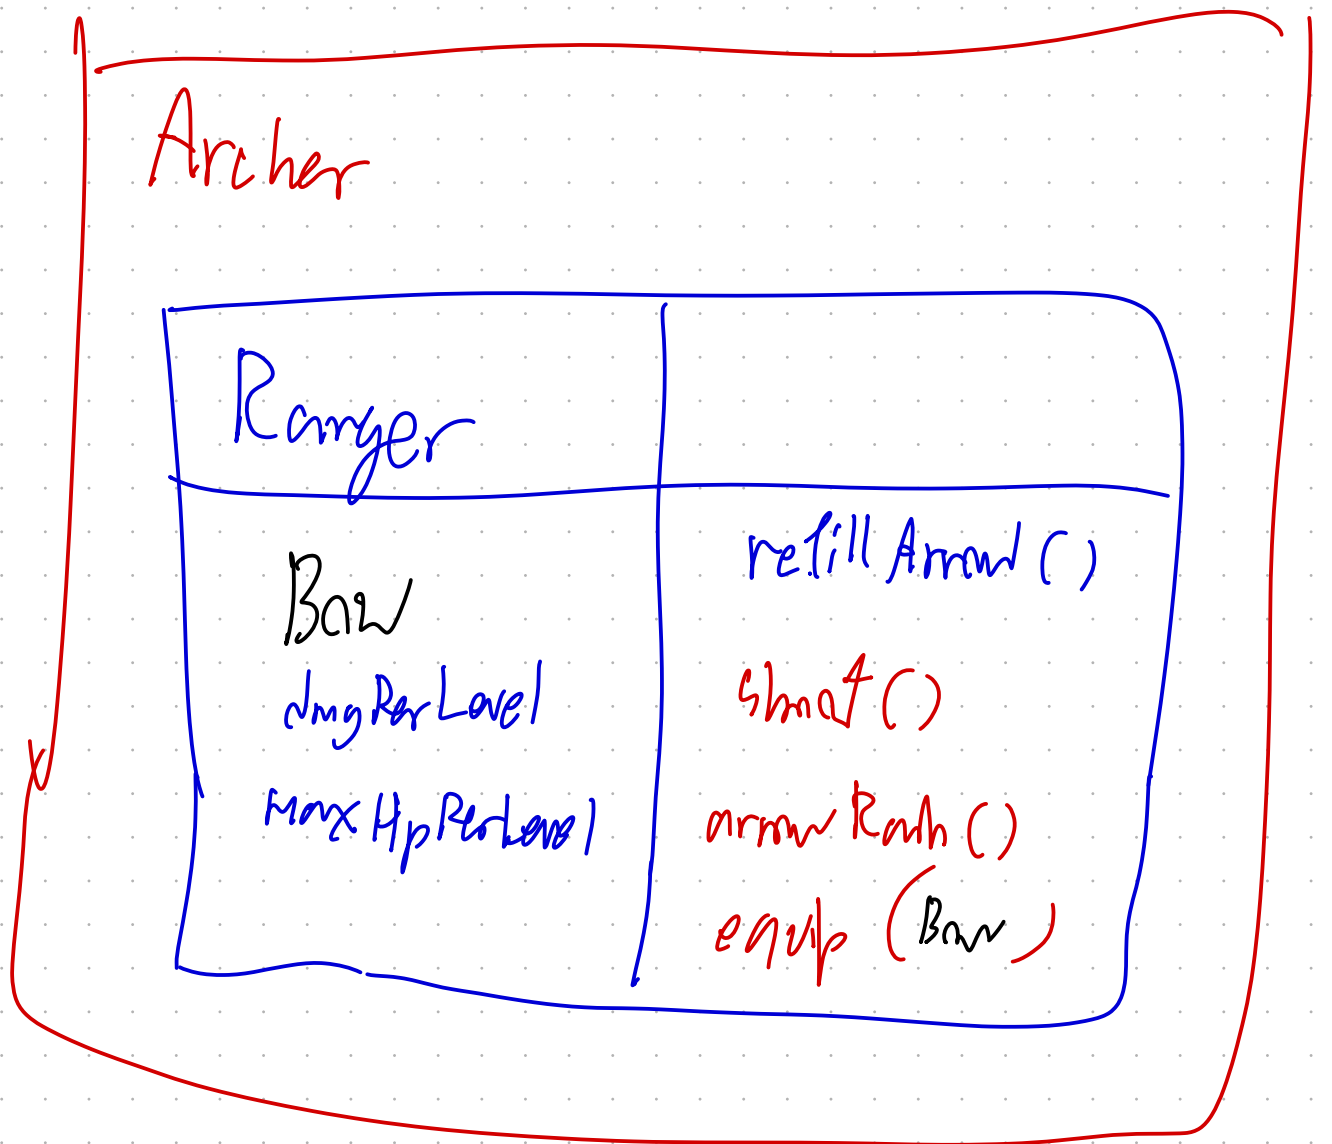 Archer
Ranger
Bow
dmgPerLevel
maxHpPerLevel
refillArrow()
shoot()
arrowRain()
equip (Bow)